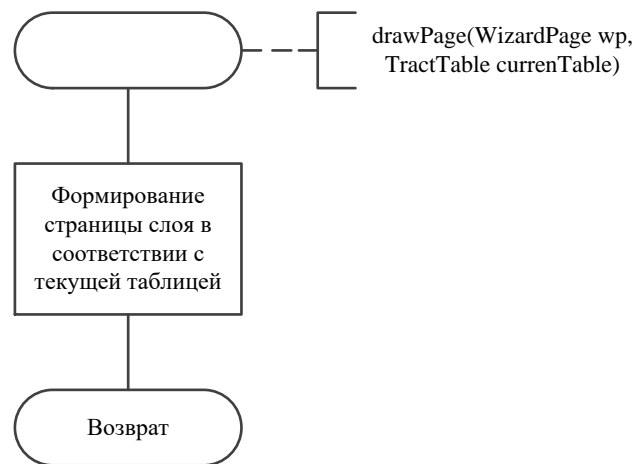 drawPage(WizardPage wp,
TractTable currenTable)
Формирование
страницы слоя в
соответствии с
текущей таблицей
Возврат